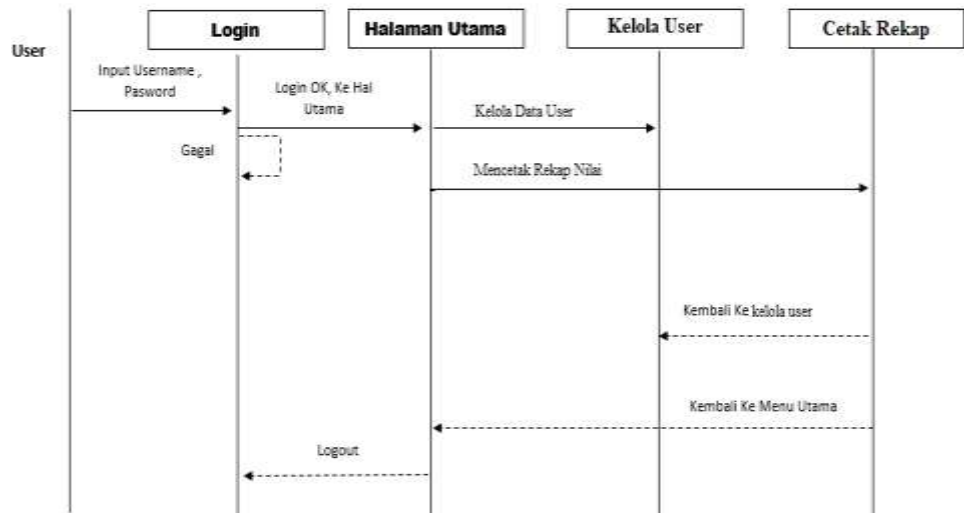 User
Login
Halaman Utama
Kelola User
Cetak Rekap
Input Username ,
Pasword
Login OK, Ke Hal
Utama
Kelola Data User
Gagal
Mencetak Rekap Nilai
Kembali Ke kelola user
Kembali Ke Menu Utama
Logout